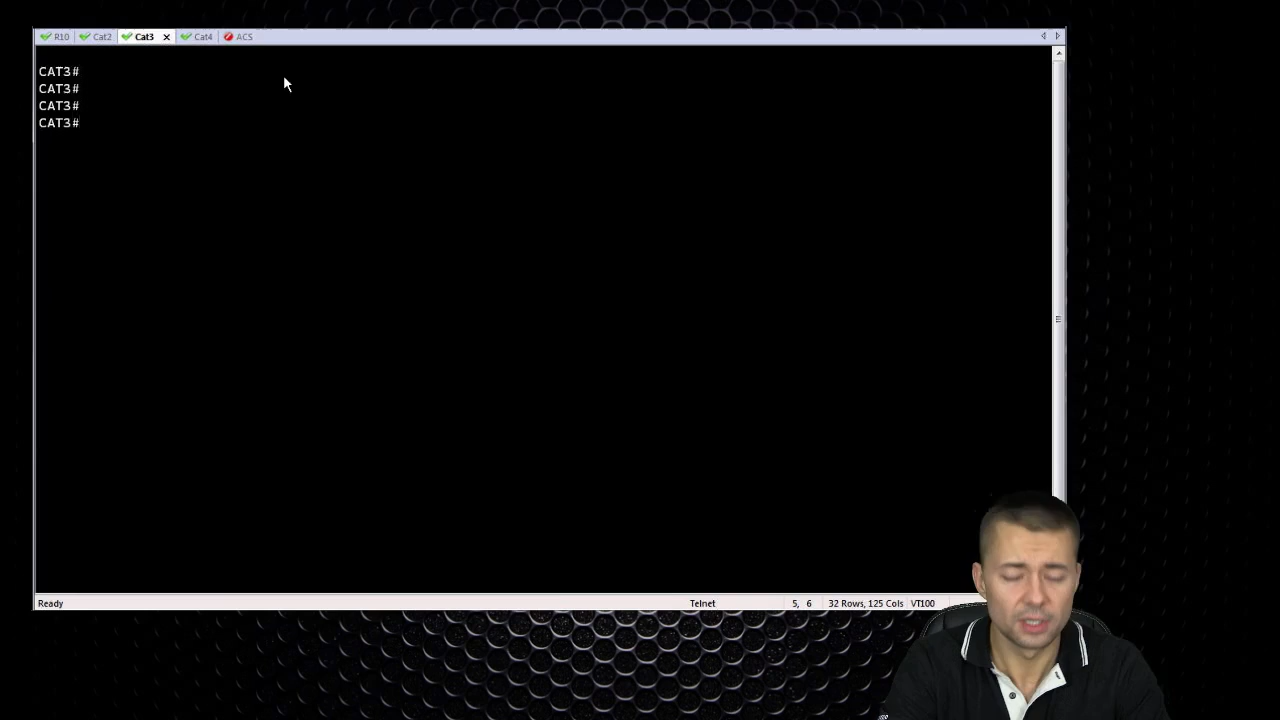 R10 Cat2 Cat3 Cat4 ACS
CAT3#
CAT3#
CAT3#
CAT3#
Ready Telnet 5, 6 32 Rows, 125 Cols VT100